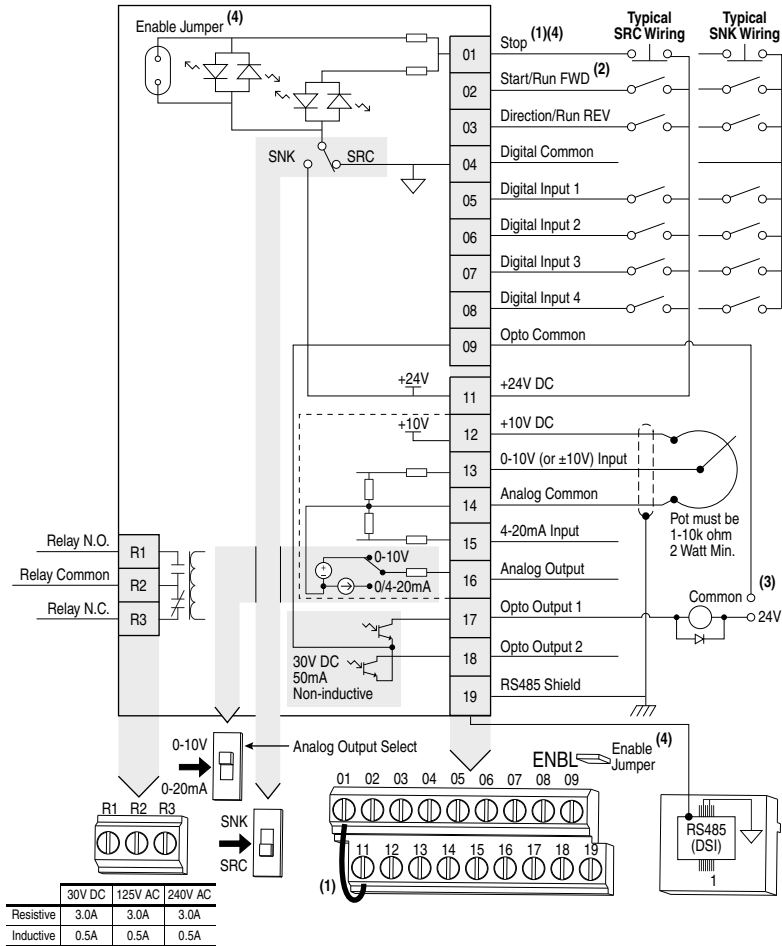 Enable Jumper (4)
Typical SRC Wiring
Typical SNK Wiring
01 Stop (1)(4)
02 Start/Run FWD (2)
03 Direction/Run REV
SNK SRC
04 Digital Common
05 Digital Input 1
06 Digital Input 2
07 Digital Input 3
08 Digital Input 4
09 Opto Common
+24V 11 +24V DC
+10V 12 +10V DC
13 0-10V (or ±10V) Input
14 Analog Common
Pot must be
1-10k ohm
2 Watt Min.
15 4-20mA Input
0-10V
0/4-20mA
16 Analog Output
Relay N.O. R1
Relay Common R2
Relay N.C. R3
17 Opto Output 1
Common (3)
24V
18 Opto Output 2
30V DC
50mA
Non-inductive
19 RS485 Shield
0-10V
0-20mA
Analog Output Select
ENBL Enable Jumper (4)
R1 R2 R3
SNK
SRC
01 02 03 04 05 06 07 08 09
11 12 13 14 15 16 17 18 19
(1)
RS485
(DSI)
1
30V DC 125V AC 240V AC
Resistive 3.0A 3.0A 3.0A
Inductive 0.5A 0.5A 0.5A